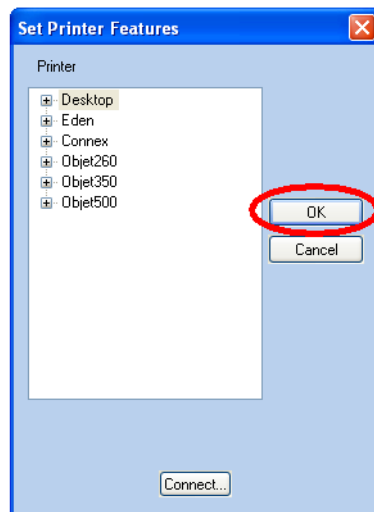 Set Printer Features
Printer
Desktop
Eden
Connex
Objet260
Objet350
Objet500
OK
Cancel
Connect...